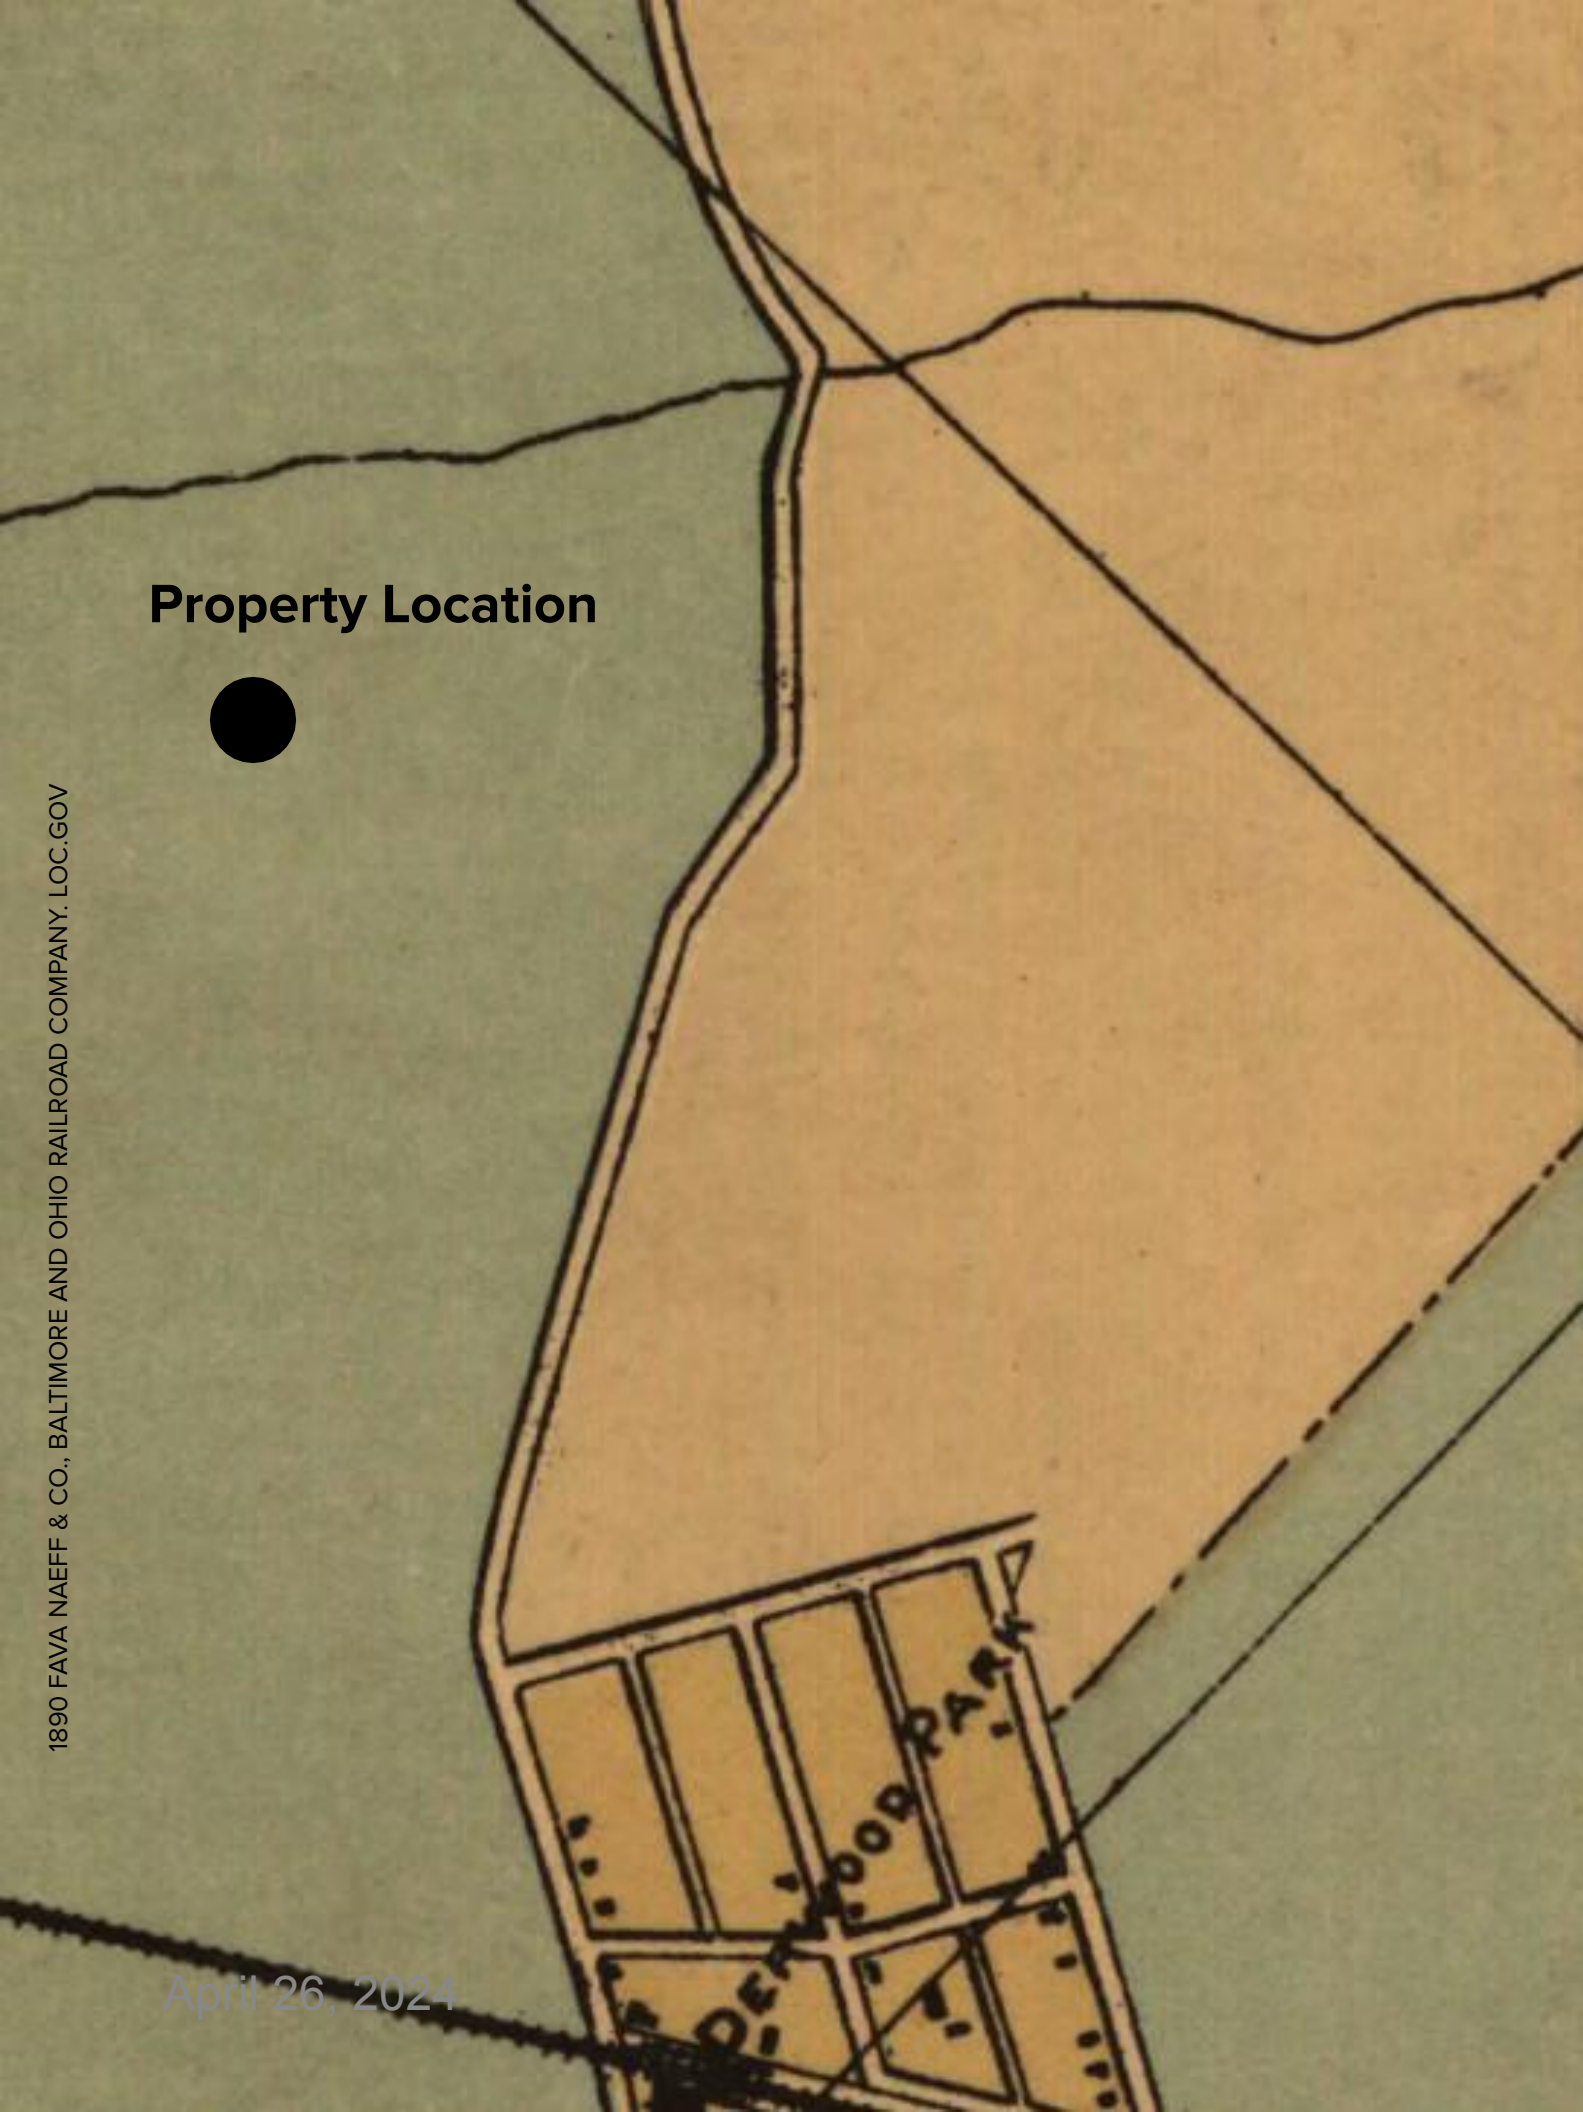 Property Location
1890 FAVA NAEFF & CO., BALTIMORE AND OHIO RAILROAD COMPANY. LOC.GOV
PARK
April 26, 2024